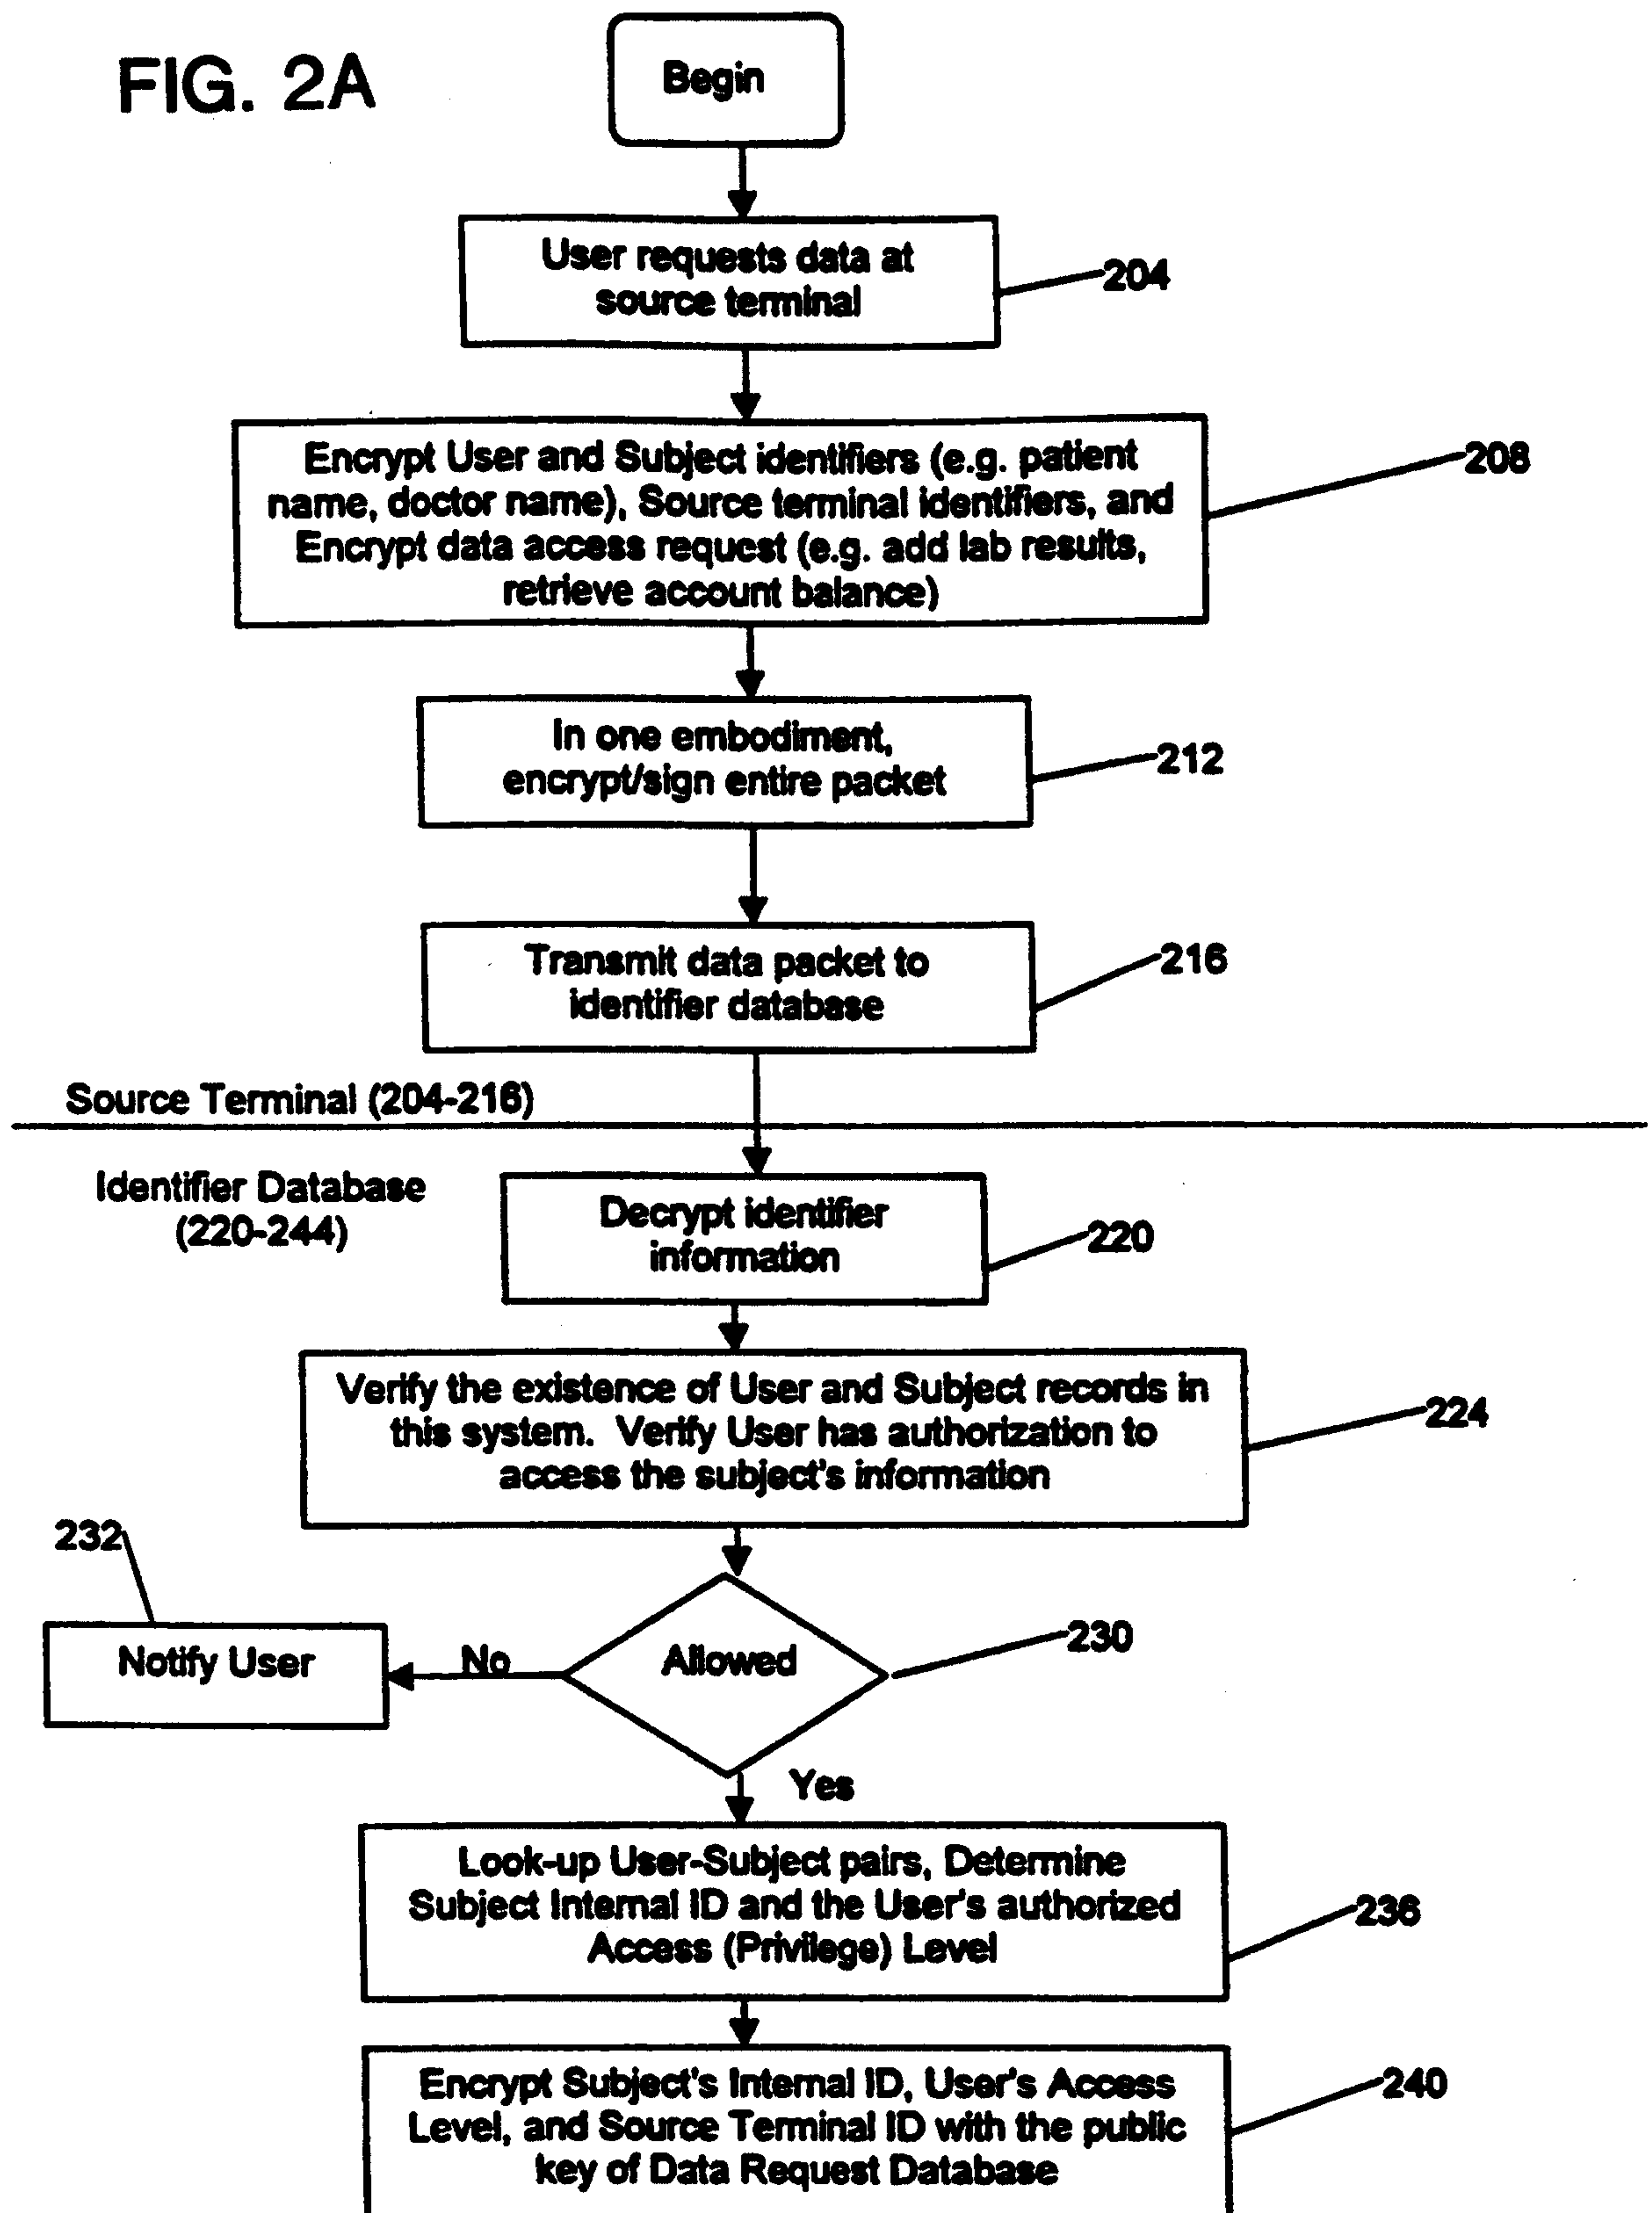 FIG. 2A
Begin
User requests data at
source terminal
204
Encrypt User and Subject identifiers (e.g. patient
name, doctor name), Source terminal identifiers, and
Encrypt data access request (e.g. add lab results,
retrieve account balance)
208
In one embodiment,
encrypt/sign entire packet
212
Transmit data packet to
identifier database
216
Source Terminal (204-216)
Identifier Database
(220-244)
Decrypt identifier
information
220
Verify the existence of User and Subject records in
this system. Verify User has authorization to
access the subject's information
224
232
Notify User
No
Allowed
230
Yes
Look-up User-Subject pairs, Determine
Subject Internal ID and the User's authorized
Access (Privilege) Level
236
Encrypt Subject's Internal ID, User's Access
Level, and Source Terminal ID with the public
key of Data Request Database
240